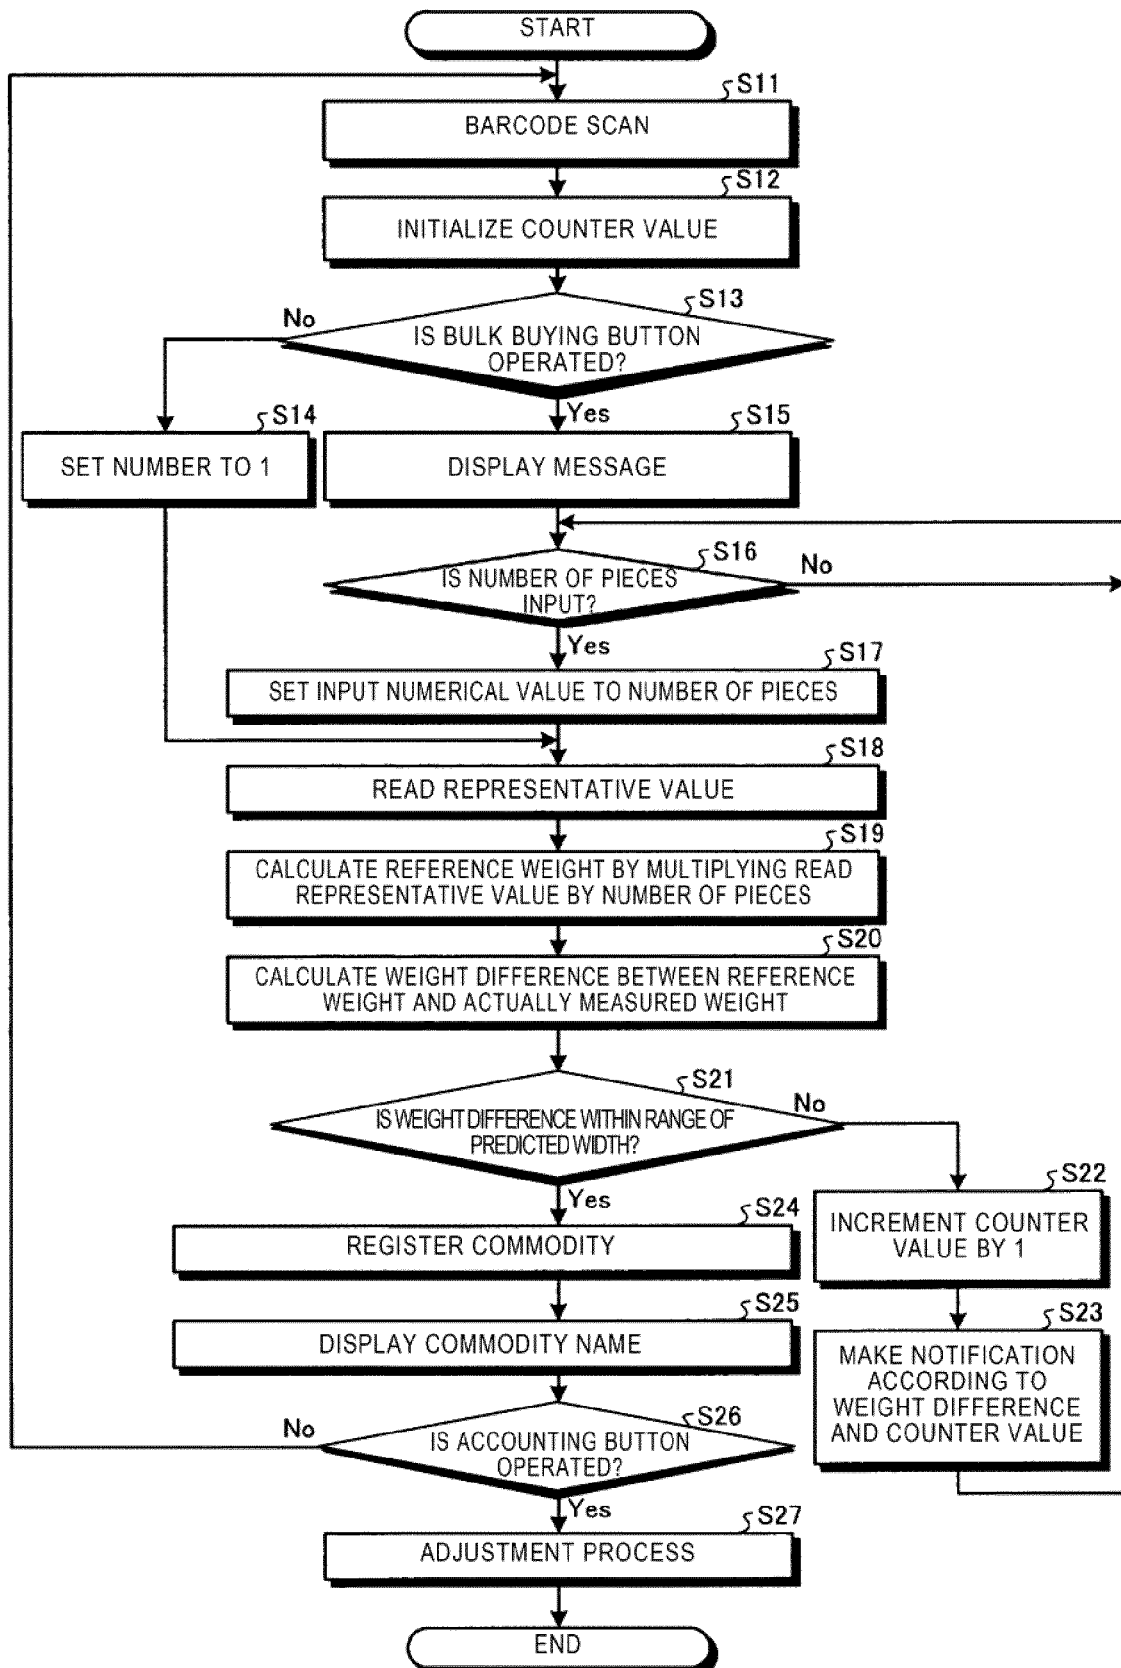 START
S11
BARCODE SCAN
S12
INITIALIZE COUNTER VALUE
S13
No
IS BULK BUYING BUTTON
OPERATED?
Yes
S14
SET NUMBER TO 1
S15
DISPLAY MESSAGE
S16
No
IS NUMBER OF PIECES
INPUT?
Yes
S17
SET INPUT NUMERICAL VALUE TO NUMBER OF PIECES
S18
READ REPRESENTATIVE VALUE
S19
CALCULATE REFERENCE WEIGHT BY MULTIPLYING READ
REPRESENTATIVE VALUE BY NUMBER OF PIECES
S20
CALCULATE WEIGHT DIFFERENCE BETWEEN REFERENCE
WEIGHT AND ACTUALLY MEASURED WEIGHT
S21
No
IS WEIGHT DIFFERENCE WITHIN RANGE OF
PREDICTED WIDTH?
Yes
S22
INCREMENT COUNTER
VALUE BY 1
S23
MAKE NOTIFICATION
ACCORDING TO
WEIGHT DIFFERENCE
AND COUNTER VALUE
S24
REGISTER COMMODITY
S25
DISPLAY COMMODITY NAME
S26
No
IS ACCOUNTING BUTTON
OPERATED?
Yes
S27
ADJUSTMENT PROCESS
END